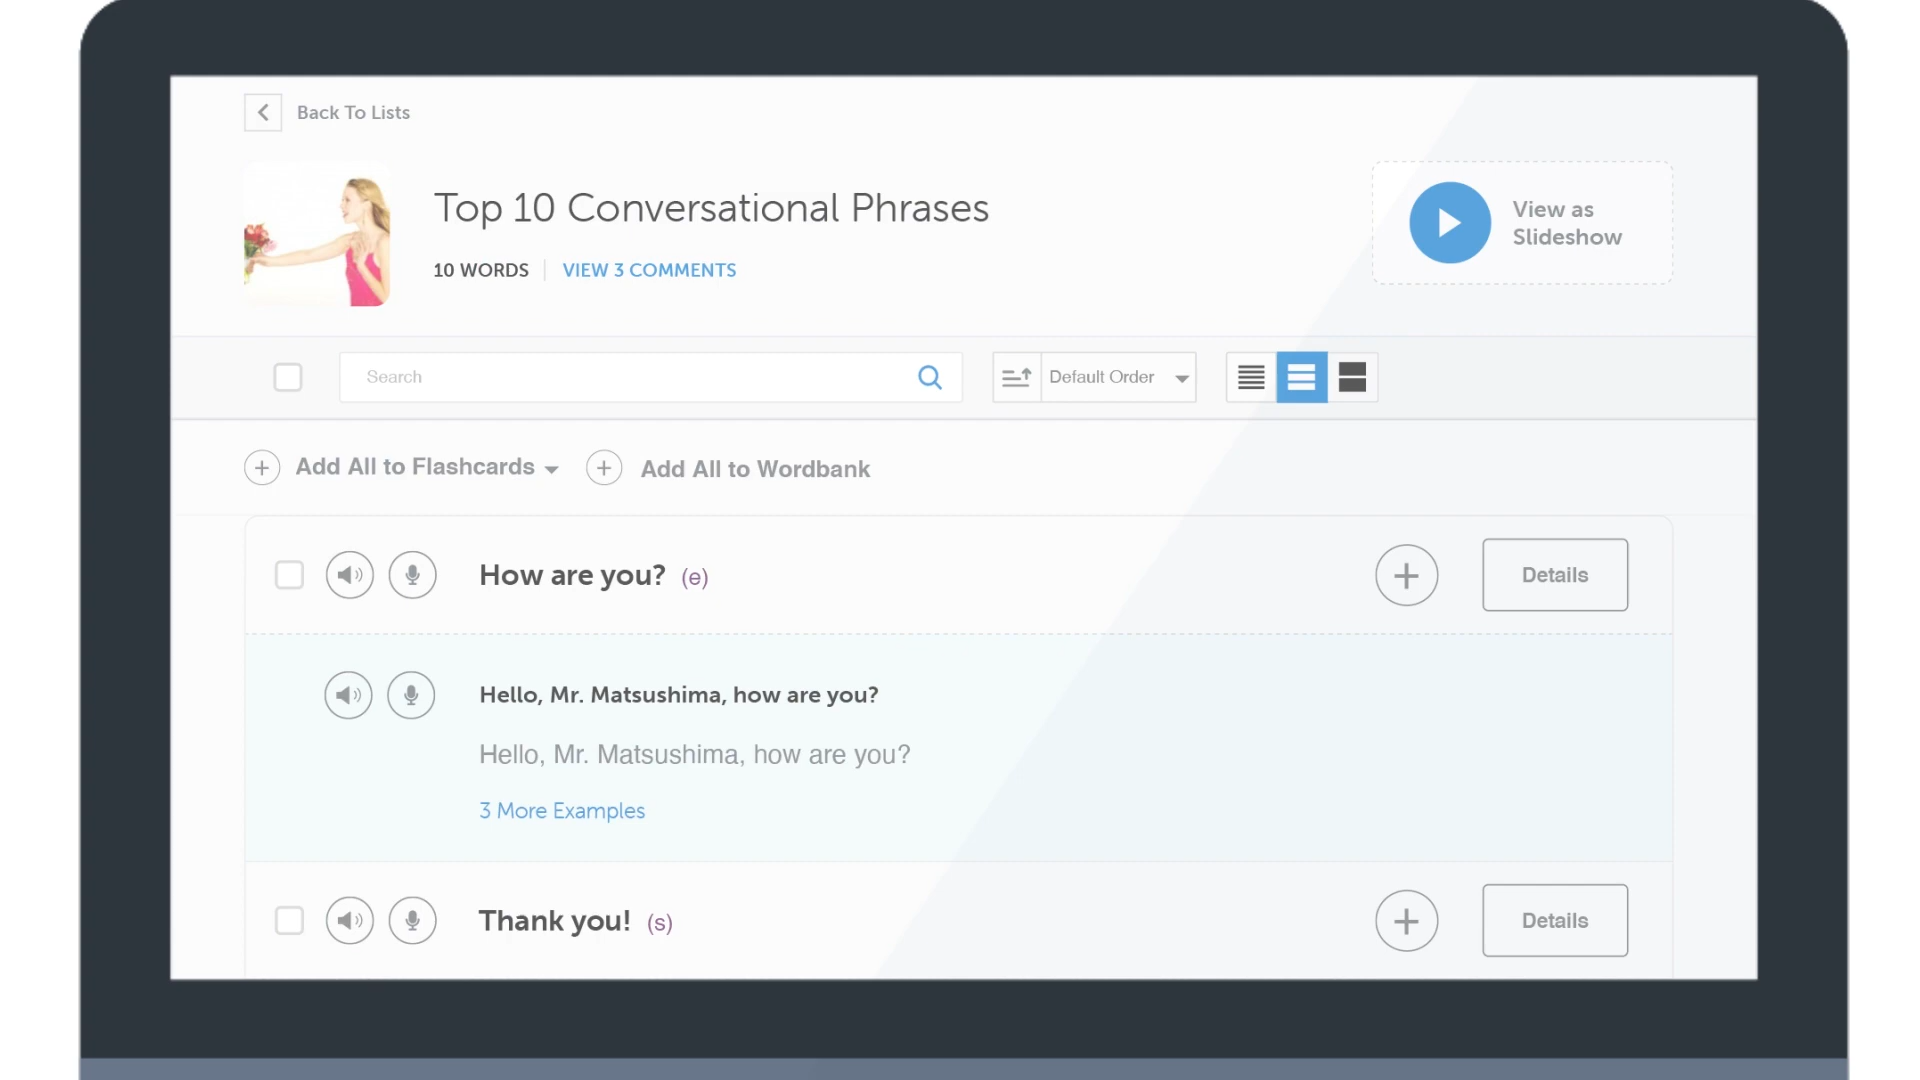 Back To Lists
Top 10 Conversational Phrases
10 WORDS
VIEW 3 COMMENTS
View as
Slideshow
Search
Default Order
Add All to Flashcards
Add All to Wordbank
How are you? (e)
Details
Hello, Mr. Matsushima, how are you?
Hello, Mr. Matsushima, how are you?
3 More Examples
Thank you! (s)
Details